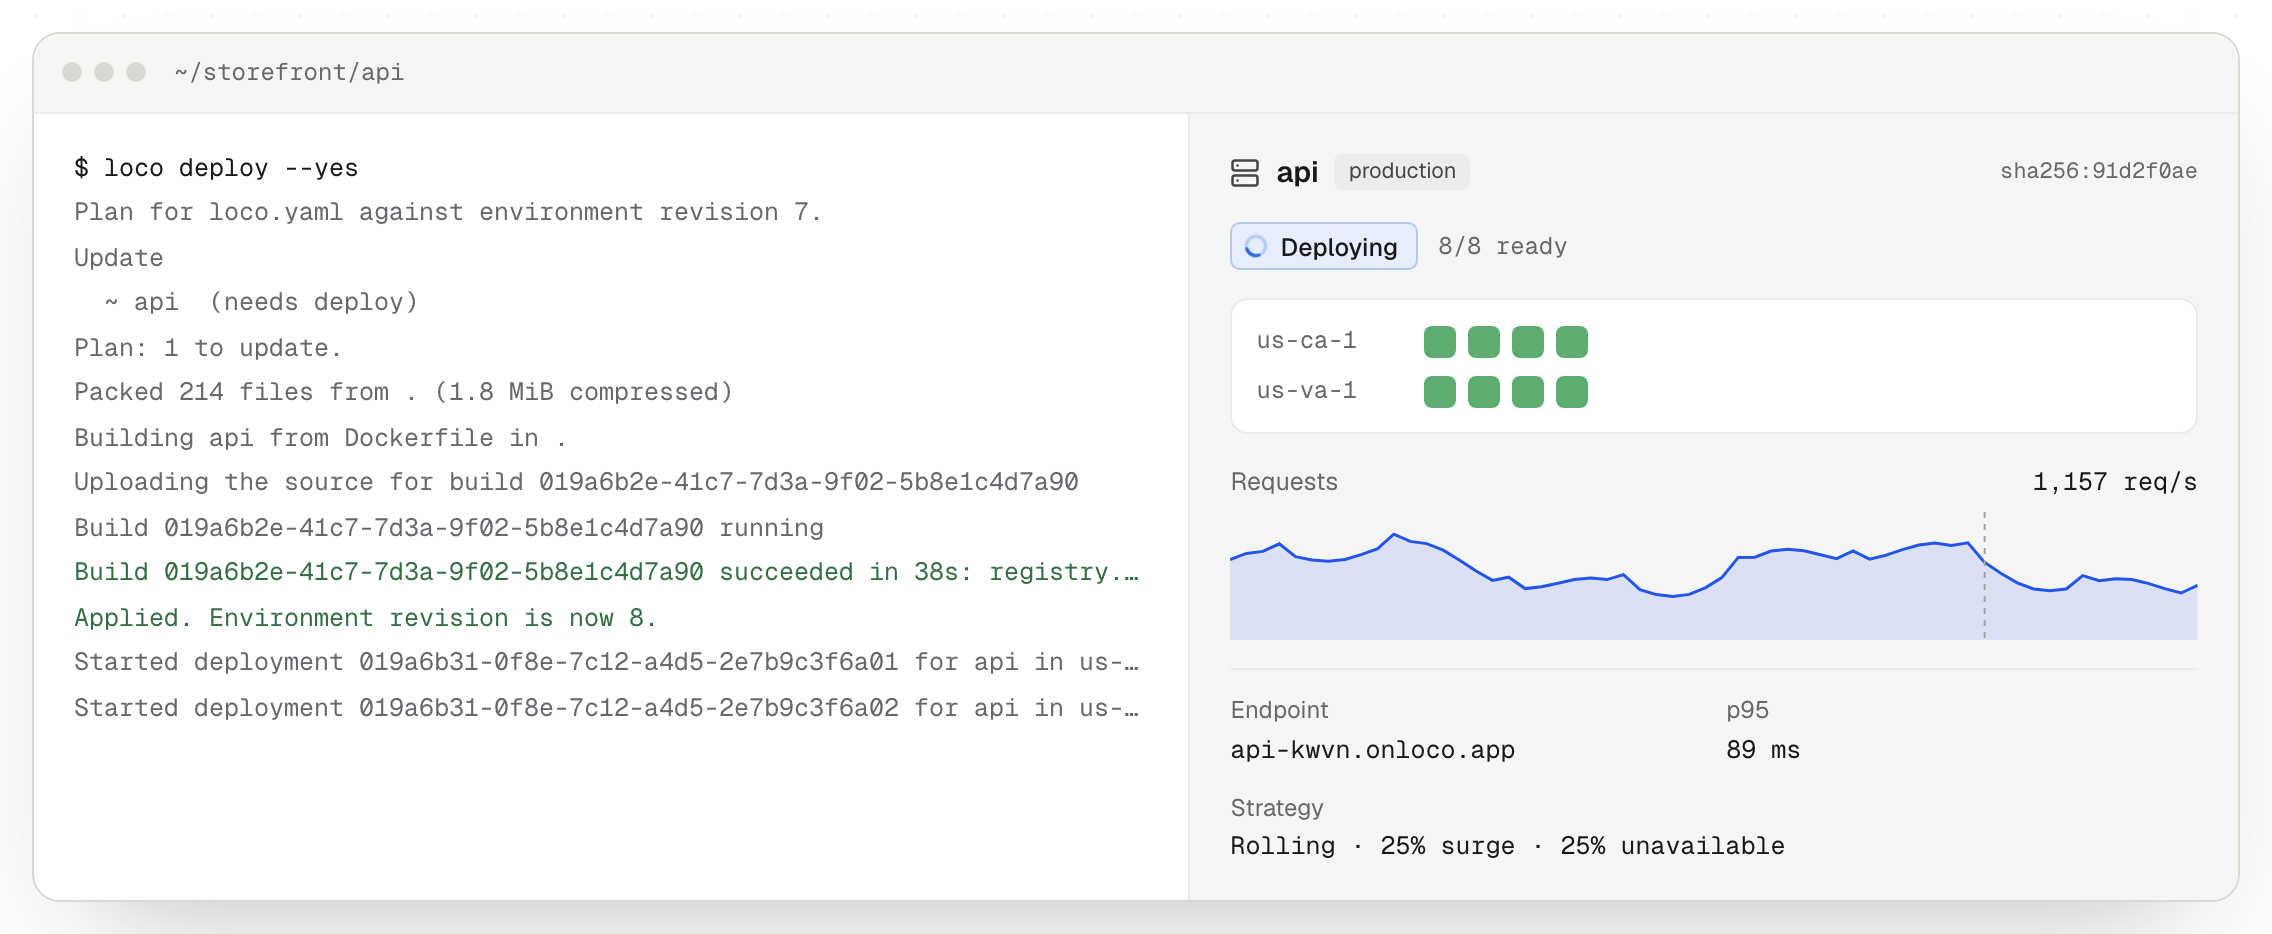 ~/storefront/api
$ loco deploy --yes
Plan for loco.yaml against environment revision 7.
Update
~ api  (needs deploy)
Plan: 1 to update.
Packed 214 files from . (1.8 MiB compressed)
Building api from Dockerfile in .
Uploading the source for build 019a6b2e-41c7-7d3a-9f02-5b8e1c4d7a90
Build 019a6b2e-41c7-7d3a-9f02-5b8e1c4d7a90 running
Build 019a6b2e-41c7-7d3a-9f02-5b8e1c4d7a90 succeeded in 38s: registry.…
Applied. Environment revision is now 8.
Started deployment 019a6b31-0f8e-7c12-a4d5-2e7b9c3f6a01 for api in us-…
Started deployment 019a6b31-0f8e-7c12-a4d5-2e7b9c3f6a02 for api in us-…
api production sha256:91d2f0ae
Deploying 8/8 ready
us-ca-1
us-va-1
Requests 1,157 req/s
Endpoint p95
api-kwvn.onloco.app 89 ms
Strategy
Rolling · 25% surge · 25% unavailable